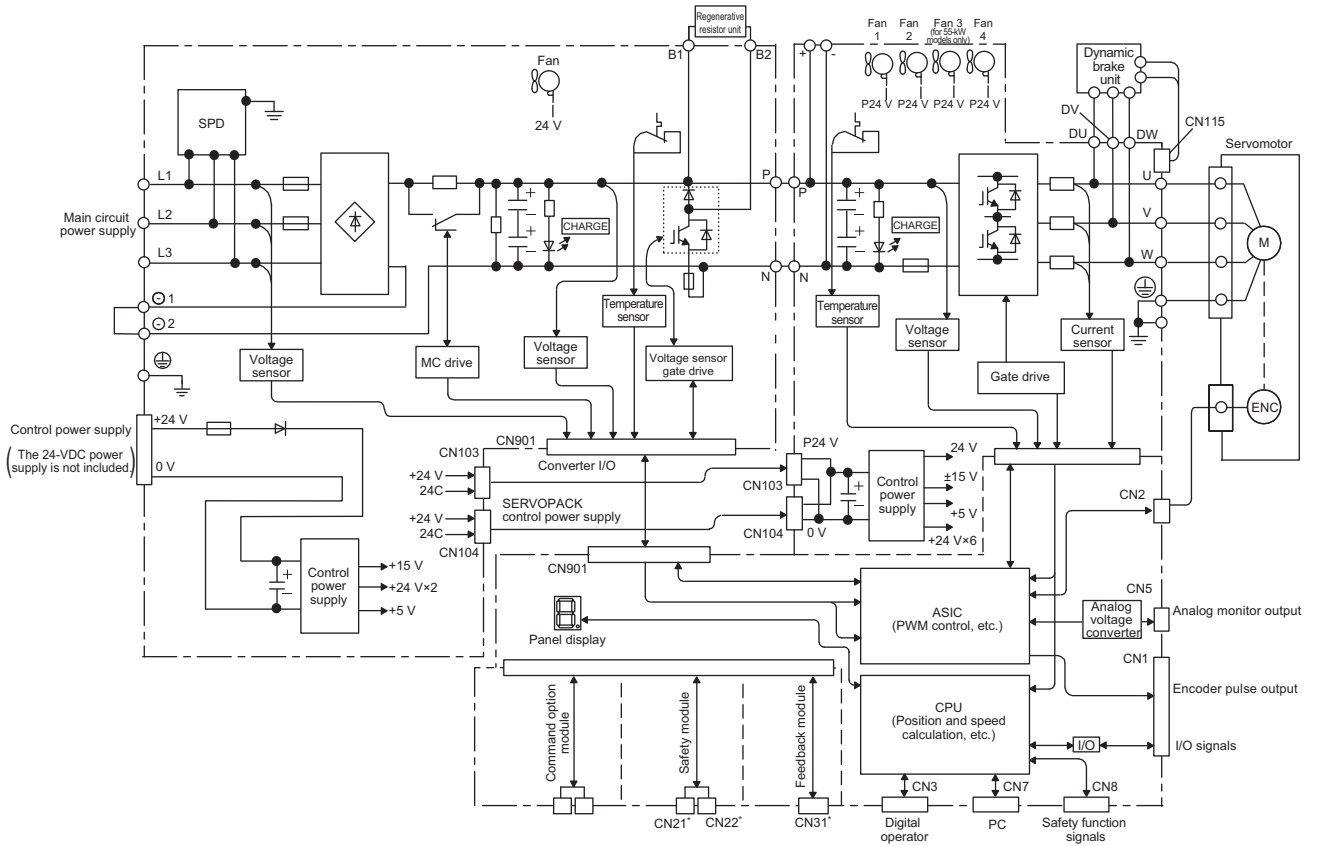 Regenerative
resistor unit
B1
B2
+
-
Fan
1
Fan
2
Fan 3
(for 55-kW
models only)
Fan
4
P24 V
P24 V
P24 V
P24 V
Dynamic
brake
unit
DV
DU
DW
CN115
Servomotor
Fan
24 V
SPD
L1
L2
L3
Main circuit
power supply
+
−
+
−
CHARGE
P
P
N
N
+
−
+
−
CHARGE
U
V
W
M
⊖ 1
⊖ 2
Temperature
sensor
Temperature
sensor
Voltage
sensor
MC drive
Voltage
sensor
Voltage sensor
gate drive
Voltage
sensor
Gate drive
Current
sensor
ENC
Control power supply
(The 24-VDC power
supply is not included.)
+24 V
0 V
CN901
Converter I/O
CN103
+24 V
24C
SERVOPACK
control power supply
+24 V
24C
CN104
P24 V
CN103
CN104
0 V
+
−
Control
power
supply
24 V
±15 V
+5 V
+24 V×6
CN2
+
−
Control
power
supply
+15 V
+24 V×2
+5 V
CN901
Panel display
ASIC
(PWM control, etc.)
CN5
Analog
voltage
converter
Analog monitor output
CN1
Encoder pulse output
CPU
(Position and speed
calculation, etc.)
I/O
I/O signals
Command option
module
Safety module
Feedback module
CN21*
CN22*
CN31*
CN3
CN7
CN8
Digital
operator
PC
Safety function
signals